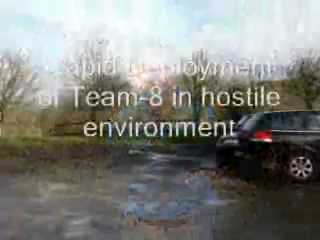 Rapid Deployment
of Team-8 in hostile
environment